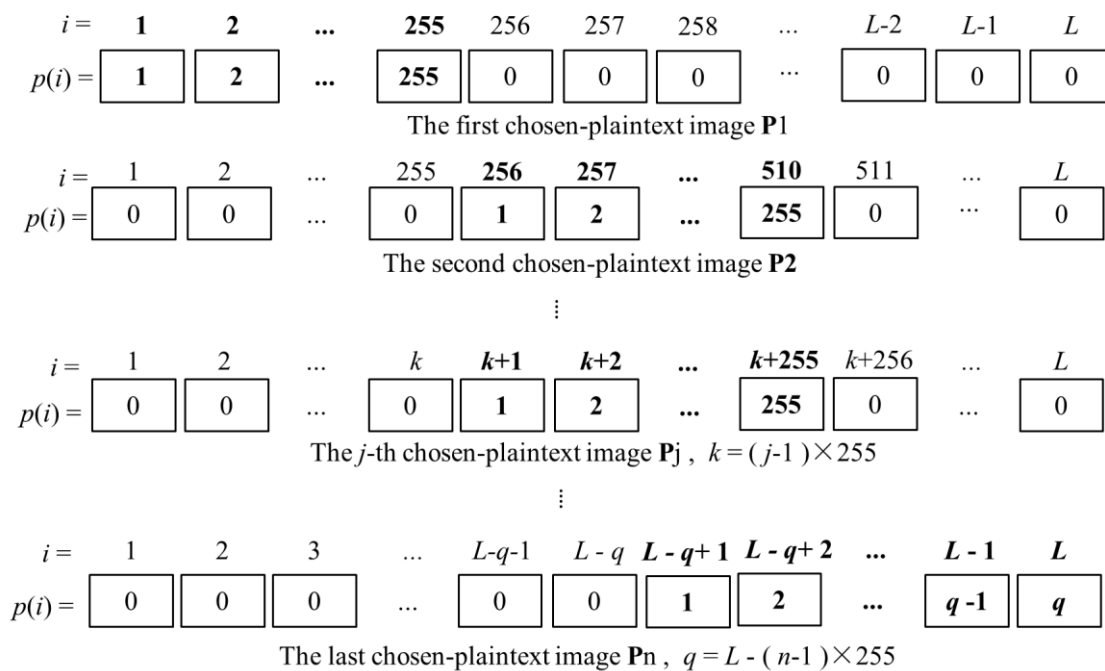 i = 1 2 ... 255 256 257 258 ... L-2 L-1 L
p(i) = 1 2 ... 255 0 0 0 ... 0 0 0
The first chosen-plaintext image P1
i = 1 2 ... 255 256 257 ... 510 511 ... L
p(i) = 0 0 ... 0 1 2 ... 255 0 ... 0
The second chosen-plaintext image P2
⋮
i = 1 2 ... k k+1 k+2 ... k+255 k+256 ... L
p(i) = 0 0 ... 0 1 2 ... 255 0 ... 0
The j-th chosen-plaintext image Pj , k = ( j-1 )×255
⋮
i = 1 2 3 ... L-q-1 L - q L - q+ 1 L - q+ 2 ... L - 1 L
p(i) = 0 0 0 ... 0 0 1 2 ... q -1 q
The last chosen-plaintext image Pn , q = L - ( n-1 )×255